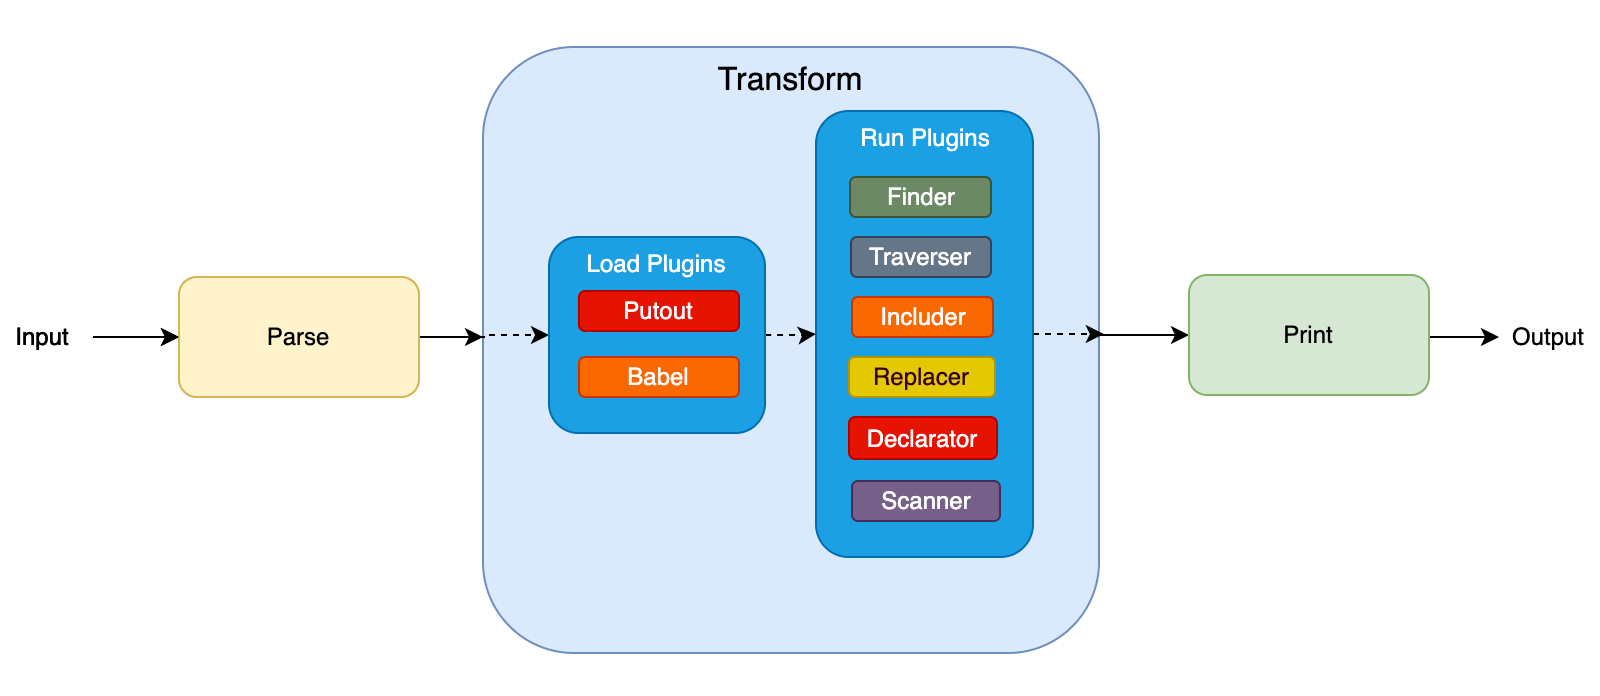 Transform
Run Plugins
Finder
Traverser
Includer
Replacer
Declarator
Scanner
Load Plugins
Putout
Babel
Input
Parse
Print
Output